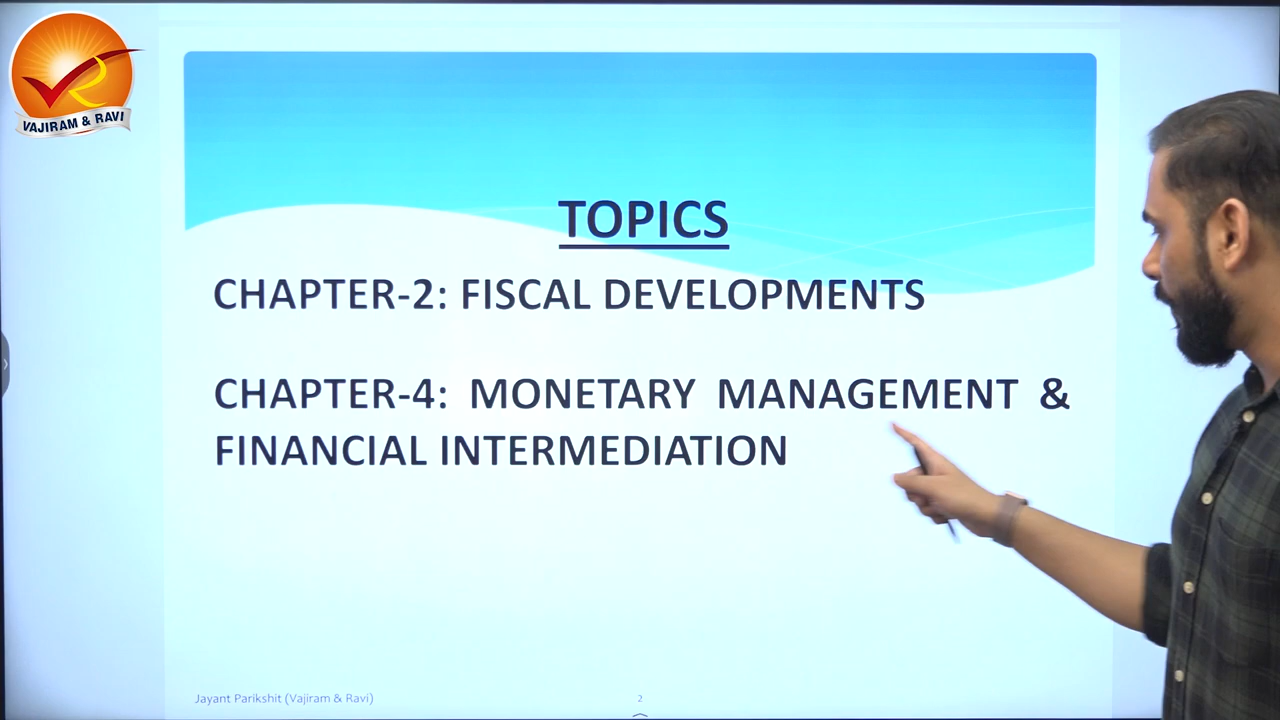 VAJIRAM & RAVI
TOPICS
CHAPTER-2: FISCAL DEVELOPMENTS
CHAPTER-4: MONETARY MANAGEMENT &
FINANCIAL INTERMEDIATION
Jayant Parikshit (Vajiram & Ravi)
2